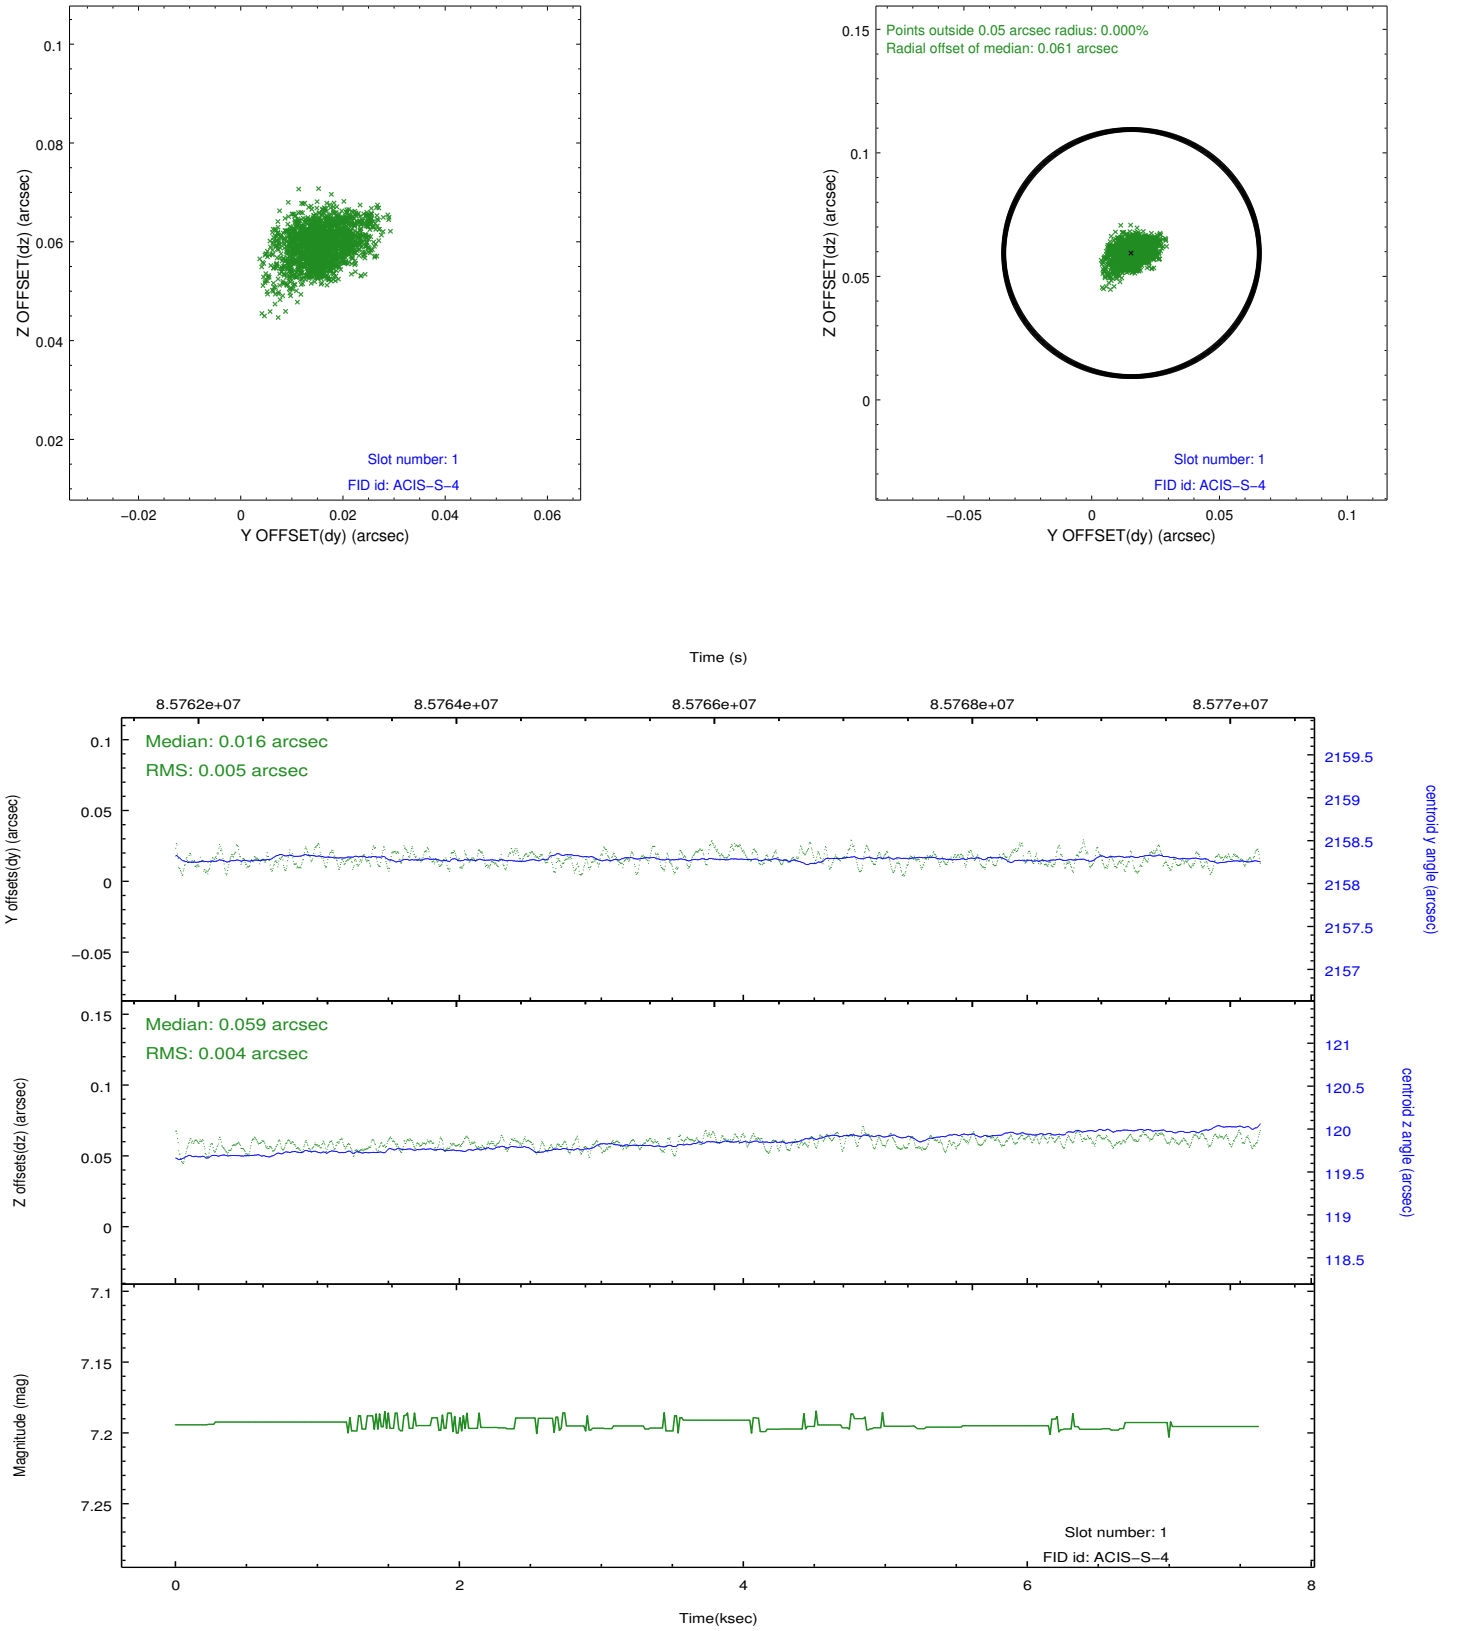 0.1
0.08
0.06
0.04
0.02
Z OFFSET(dz) (arcsec)
Slot number: 1
FID id: ACIS−S−4
−0.02 0 0.02 0.04 0.06
Y OFFSET(dy) (arcsec)
Points outside 0.05 arcsec radius: 0.000%
Radial offset of median: 0.061 arcsec
0.15
0.1
0.05
0
Z OFFSET(dz) (arcsec)
Slot number: 1
FID id: ACIS−S−4
−0.05 0 0.05 0.1
Y OFFSET(dy) (arcsec)
Time (s)
8.5762e+07 8.5764e+07 8.5766e+07 8.5768e+07 8.577e+07
Median: 0.016 arcsec
RMS: 0.005 arcsec
0.1
0.05
0
−0.05
Y offsets(dy) (arcsec)
2159.5
2159
2158.5
2158
2157.5
2157
centroid y angle (arcsec)
Median: 0.059 arcsec
RMS: 0.004 arcsec
0.15
0.1
0.05
0
Z offsets(dz) (arcsec)
121
120.5
120
119.5
119
118.5
centroid z angle (arcsec)
7.1
7.15
7.2
7.25
Magnitude (mag)
Slot number: 1
FID id: ACIS−S−4
0 2 4 6 8
Time(ksec)